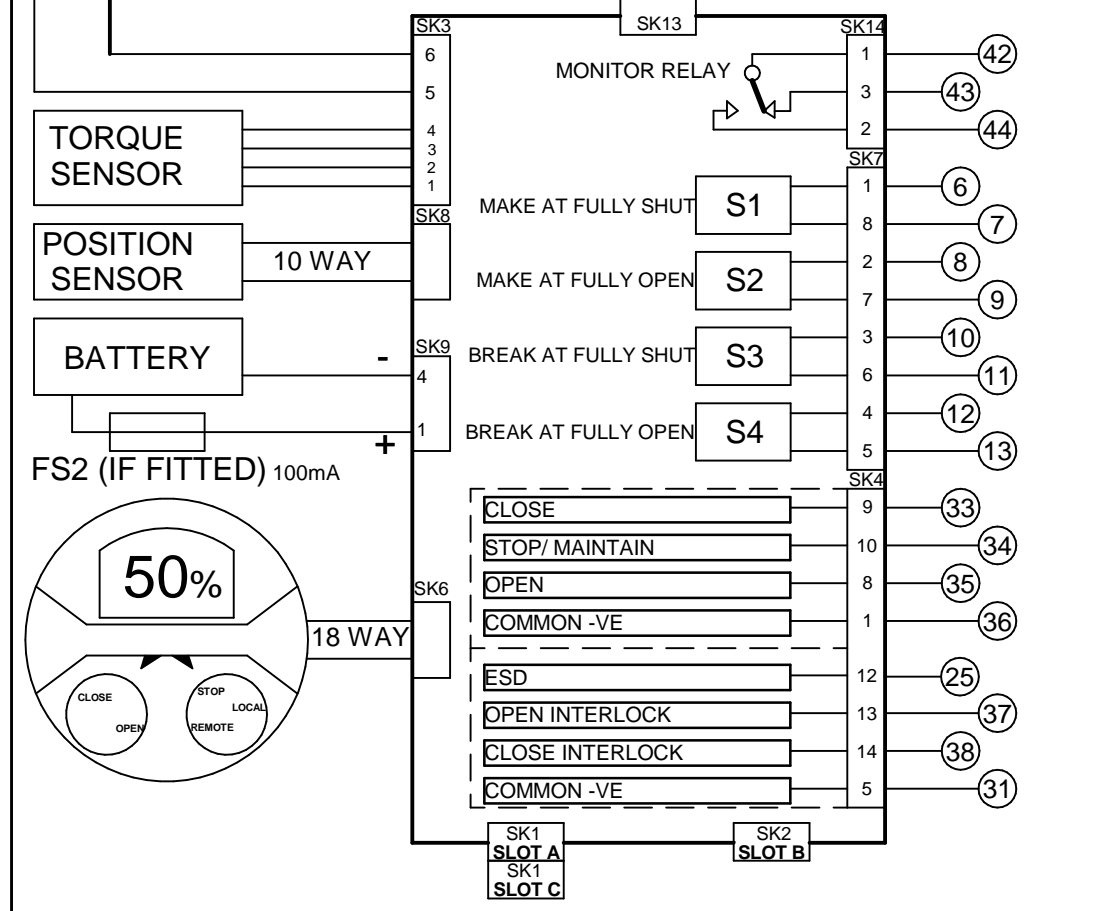 SK13
SK3
6
5
4
3
2
1
TORQUE
SENSOR
SK8
POSITION
SENSOR
10 WAY
BATTERY
-
SK9
4
1
+
FS2 (IF FITTED) 100mA
50%
CLOSE
OPEN
STOP
LOCAL
REMOTE
18 WAY
SK6
MONITOR RELAY
SK14
1
42
3
43
2
44
SK7
MAKE AT FULLY SHUT
S1
1
6
8
7
MAKE AT FULLY OPEN
S2
2
8
7
9
BREAK AT FULLY SHUT
S3
3
10
6
11
BREAK AT FULLY OPEN
S4
4
12
5
13
SK4
CLOSE
9
33
STOP/ MAINTAIN
10
34
OPEN
8
35
COMMON -VE
1
36
ESD
12
25
OPEN INTERLOCK
13
37
CLOSE INTERLOCK
14
38
COMMON -VE
5
31
SK1
SLOT A
SK1
SLOT C
SK2
SLOT B